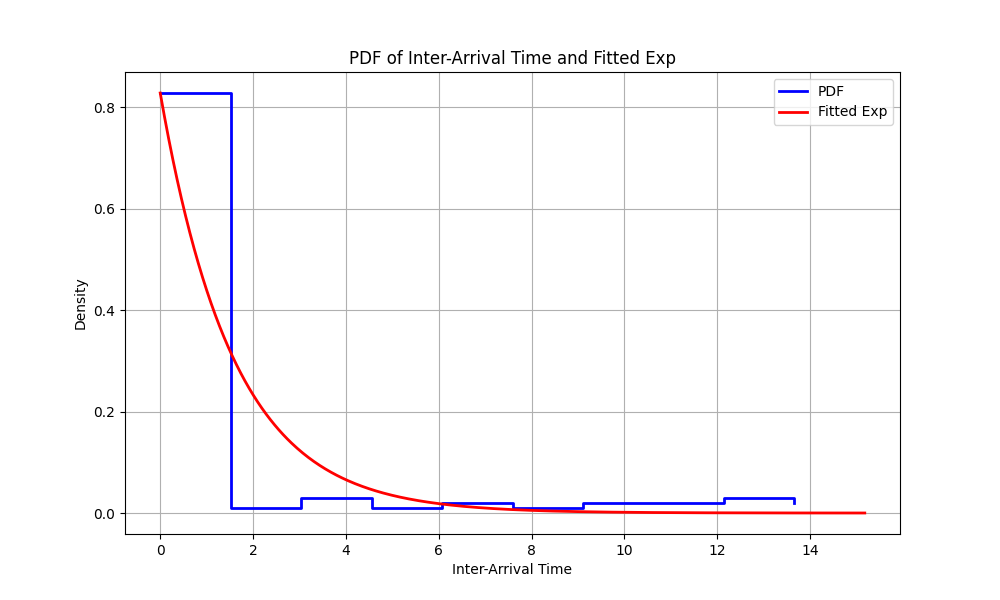 PDF of Inter-Arrival Time and Fitted Exp
PDF
Fitted Exp
0.8
0.6
0.4
0.2
0.0
Density
0 2 4 6 8 10 12 14
Inter-Arrival Time